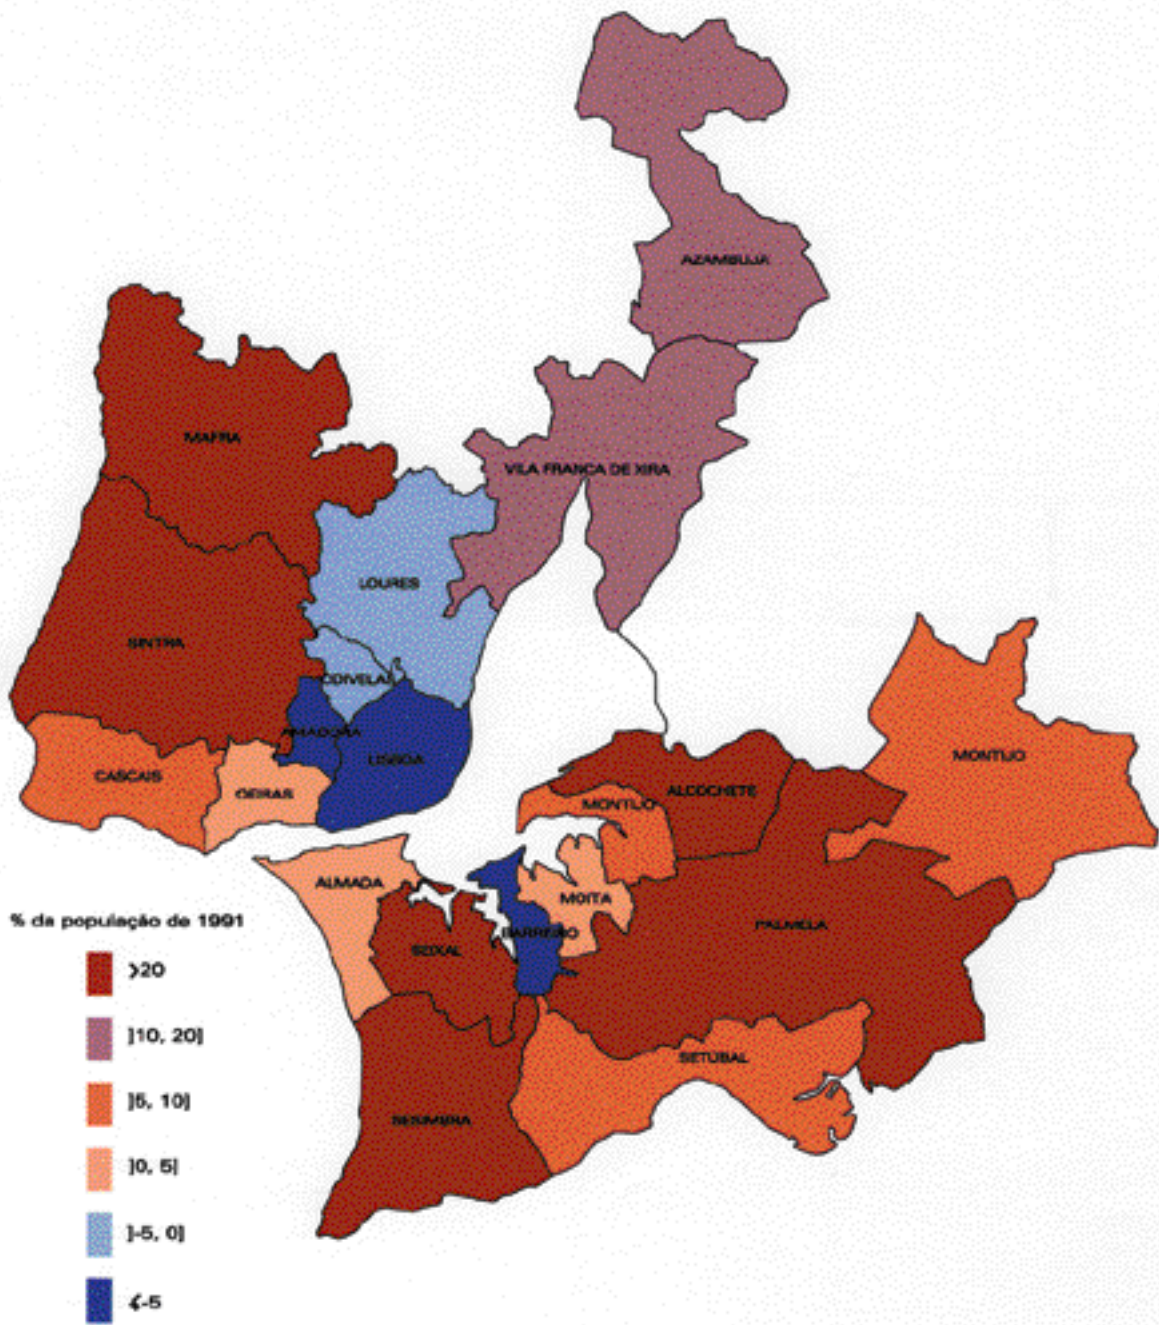 AZAMBUJA
MAFRA
VILA FRANCA DE XIRA
LOURES
SINTRA
ODIVELAS
AMADORA
LISBOA
CASCAIS
OEIRAS
MONTIJO
ALCOCHETE
MONTIJO
ALMADA
MOITA
BARREIRO
SEIXAL
PALMELA
SETÚBAL
SESIMBRA
% da população de 1991
>20
]10, 20]
]5, 10]
]0, 5]
]-5, 0]
<-5